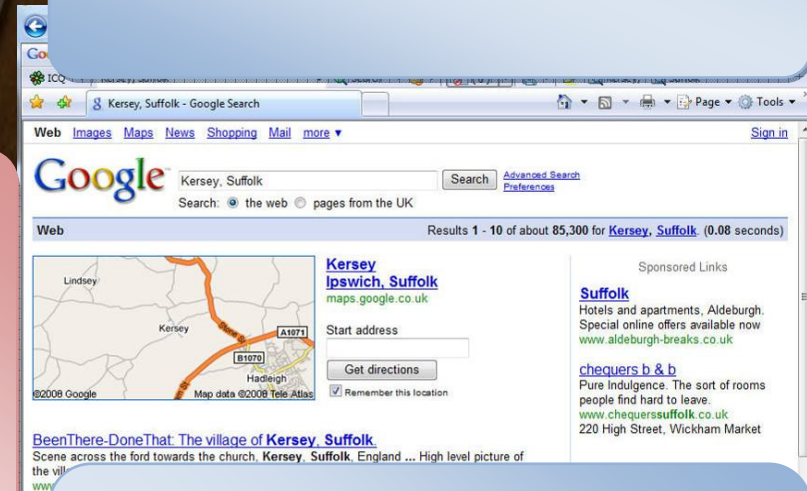 Go
ICQ
Kersey, Suffolk - Google Search
Page Tools
Web Images Maps News Shopping Mail more Sign in
Google Kersey, Suffolk Search Advanced Search
Preferences
Search: the web pages from the UK
Web Results 1 - 10 of about 85,300 for Kersey, Suffolk. (0.08 seconds)
Lindsey
Kersey
Stone St
A1071
B1070
Hadleigh
©2008 Google Map data ©2008 Tele Atlas
Kersey
Ipswich, Suffolk
maps.google.co.uk
Start address
Get directions
Remember this location
Sponsored Links
Suffolk
Hotels and apartments, Aldeburgh.
Special online offers available now
www.aldeburgh-breaks.co.uk
chequers b & b
Pure Indulgence. The sort of rooms
people find hard to leave.
www.chequerssuffolk.co.uk
220 High Street, Wickham Market
BeenThere-DoneThat: The village of Kersey, Suffolk.
Scene across the ford towards the church, Kersey, Suffolk, England ... High level picture of
the